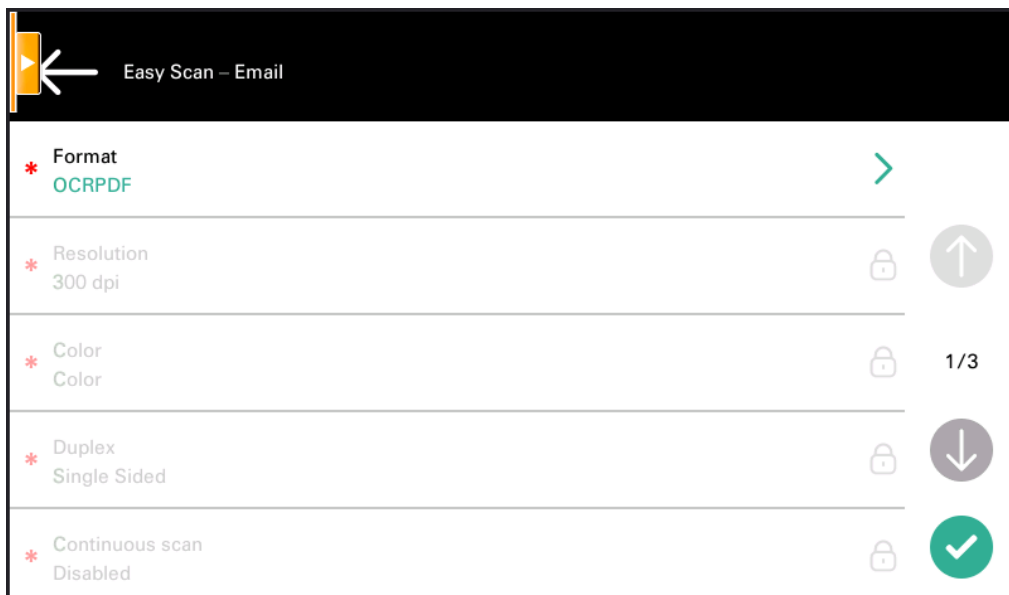 Easy Scan – Email
* Format
OCRPDF
* Resolution
300 dpi
* Color
Color
1/3
* Duplex
Single Sided
* Continuous scan
Disabled